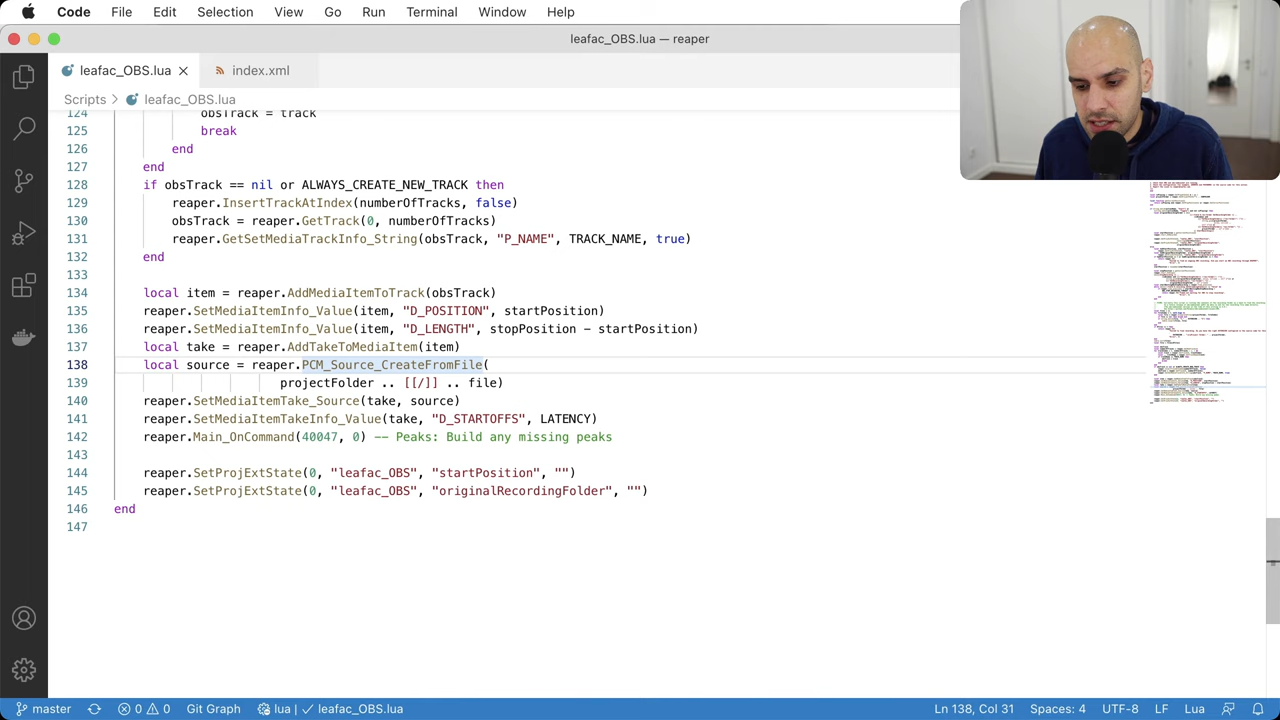 Code File Edit Selection View Go Run Terminal Window Help
leafac_OBS.lua — reaper
leafac_OBS.lua index.xml
Scripts leafac_OBS.lua
124 obsTrack = track
125 break
126 end
127 end
128 if obsTrack == nil or ALWAYS_CREATE_NEW_TRACK then
129 reaper.InsertTrackAtIndex(numberOfTracks, false)
130 obsTrack = reaper.GetTrack(0, numberOfTracks)
131 reaper.GetSetMediaTrackInfo_String(obsTrack, "P_NAME", TRACK_NAME, true)
132 end
133
134 local item = reaper.AddMediaItemToTrack(obsTrack)
135 reaper.SetMediaItemInfo_Value(item, "D_POSITION", startPosition)
136 reaper.SetMediaItemInfo_Value(item, "D_LENGTH", endPosition - startPosition)
137 local take = reaper.AddTakeToMediaItem(item)
138 local source = reaper.PCM_Source_CreateFromFile(
139 projectFolder .. [[/]] .. file)
140 reaper.SetMediaItemTake_Source(take, source)
141 reaper.SetMediaItemTakeInfo_Value(take, "D_STARTOFFS", LATENCY)
142 reaper.Main_OnCommand(40047, 0) -- Peaks: Build any missing peaks
143
144 reaper.SetProjExtState(0, "leafac_OBS", "startPosition", "")
145 reaper.SetProjExtState(0, "leafac_OBS", "originalRecordingFolder", "")
146 end
147
master 0 0 Git Graph lua | ✓ leafac_OBS.lua Ln 138, Col 31 Spaces: 4 UTF-8 LF Lua